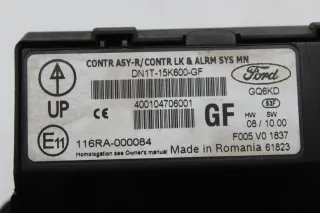 CONTR ASY-R/CONTR LK & ALRM SYS MN
DN1T-15K600-GF
Ford
GQ6KD
400104706001
UP
CE
GF
53F
HW SW
08 / 10.00
E11
116RA-000084
F005 V0 1837
Homologation see Owner's manual
Made in Romania 61823